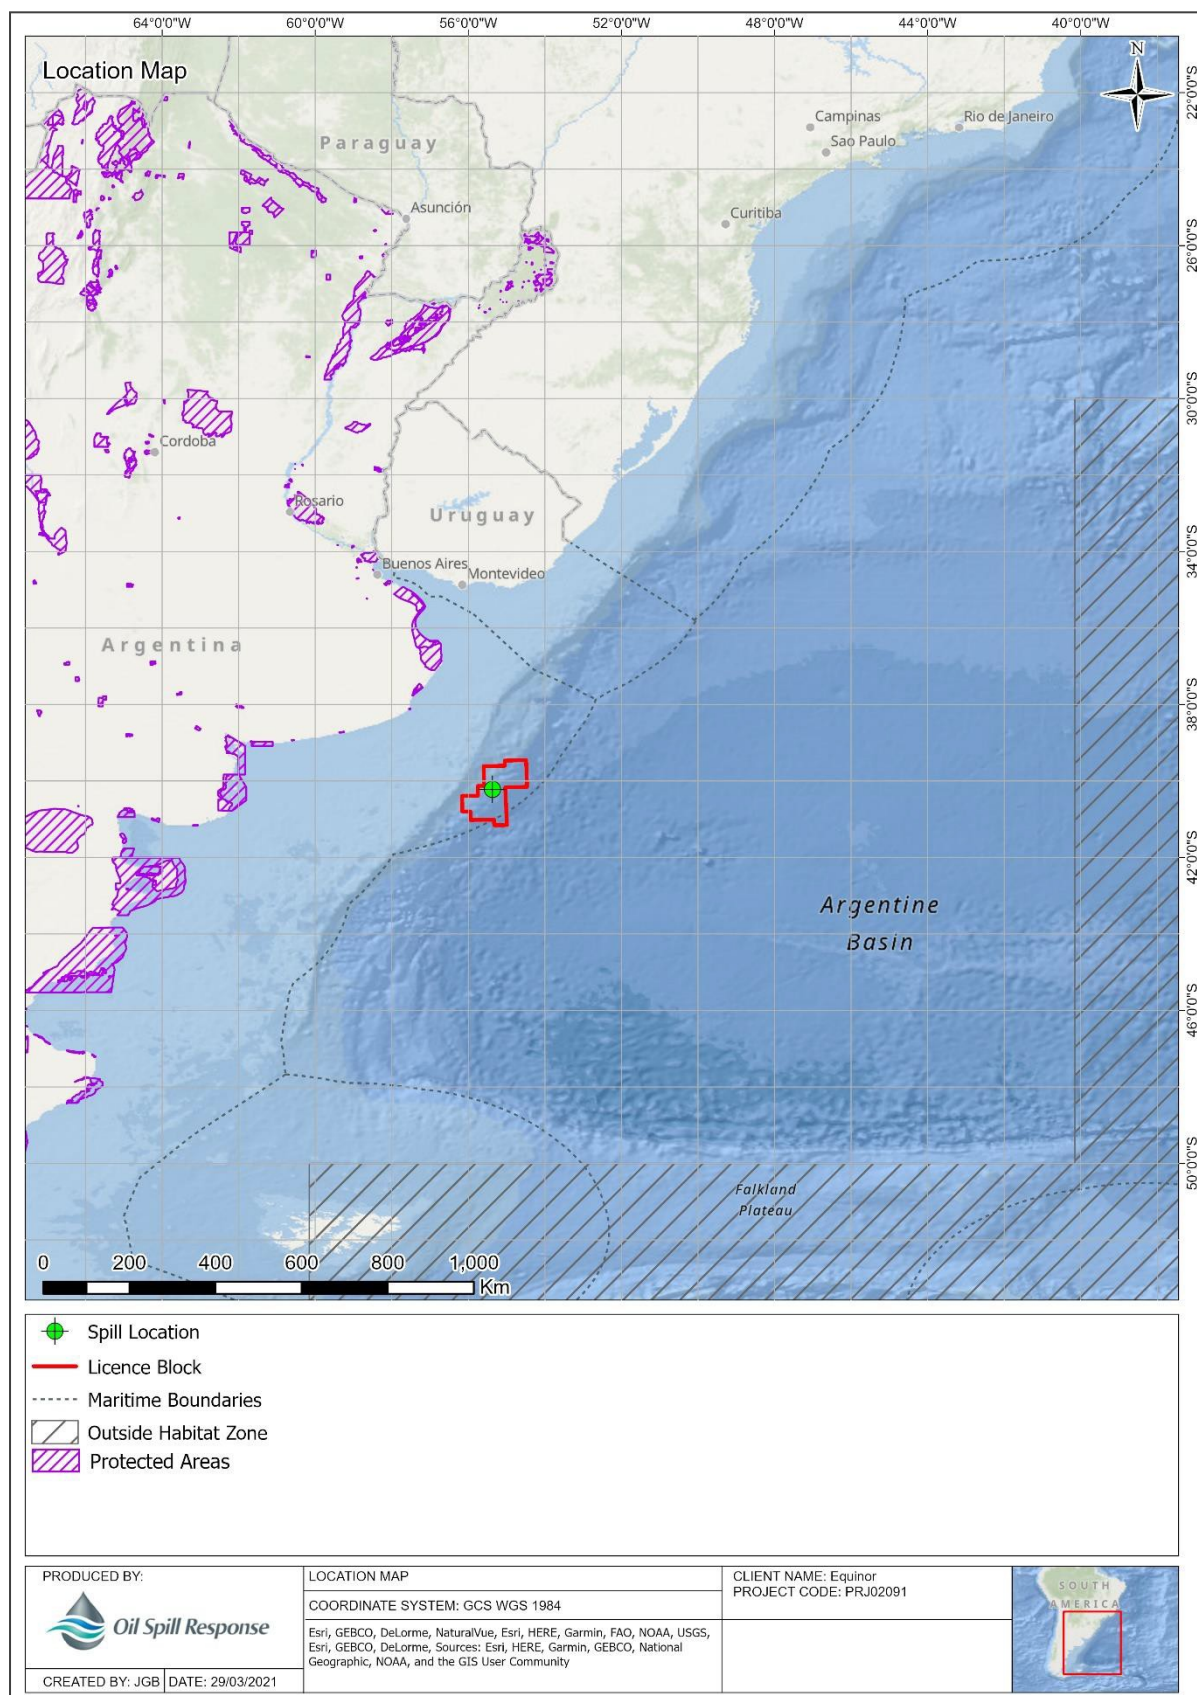 64°0'0"W
60°0'0"W
56°0'0"W
52°0'0"W
48°0'0"W
44°0'0"W
40°0'0"W
Location Map
N
22°0'0"S
Campinas
Rio de Janeiro
Paraguay
Sao Paulo
Asunción
Curitiba
26°0'0"S
30°0'0"S
Cordoba
Rosario
Uruguay
34°0'0"S
Buenos Aires
Montevideo
Argentina
38°0'0"S
42°0'0"S
Argentine
Basin
46°0'0"S
50°0'0"S
Falkland
Plateau
0 200 400 600 800 1,000
Km
Spill Location
Licence Block
Maritime Boundaries
Outside Habitat Zone
Protected Areas
PRODUCED BY:
Oil Spill Response
CREATED BY: JGB
DATE: 29/03/2021
LOCATION MAP
COORDINATE SYSTEM: GCS WGS 1984
Esri, GEBCO, DeLorme, NaturalVue, Esri, HERE, Garmin, FAO, NOAA, USGS,
Esri, GEBCO, DeLorme, Sources: Esri, HERE, Garmin, GEBCO, National
Geographic, NOAA, and the GIS User Community
CLIENT NAME: Equinor
PROJECT CODE: PRJ02091
SOUTH
AMERICA